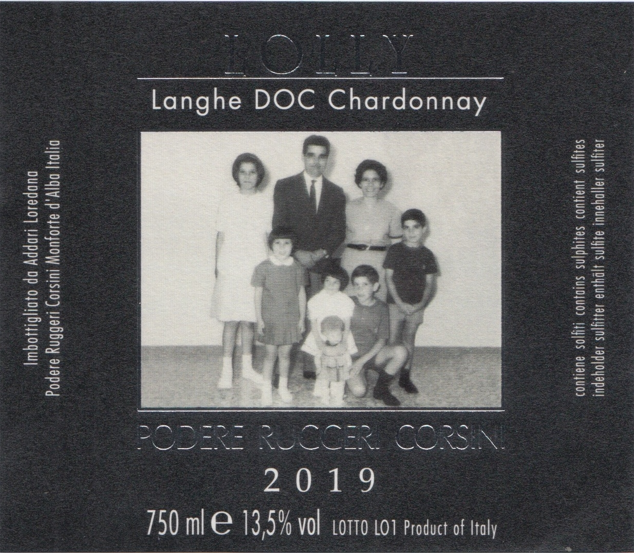 LOLLY
Langhe DOC Chardonnay
Imbottigliato da Addari Loredana
Podere Ruggeri Corsini Monforte d'Alba Italia
contiene solfiti contains sulphites contient sulfites
indeholder sulfitter enthält sulfite inneholler sulfiter
PODERE RUGGERI CORSINI
2019
750 ml e 13,5% vol LOTTO LO1 Product of Italy